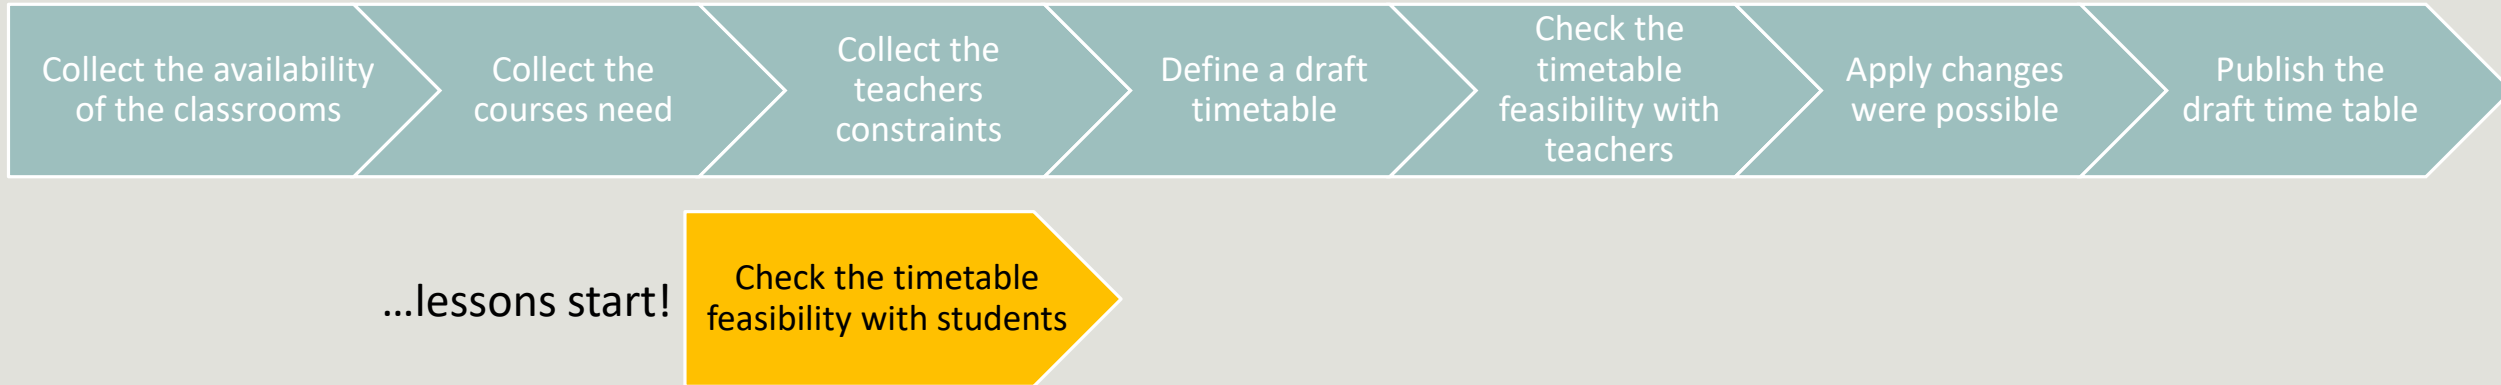 Collect the availability
of the classrooms
Collect the
courses need
Collect the
teachers
constraints
Define a draft
timetable
Check the
timetable
feasibility with
teachers
Apply changes
were possible
Publish the
draft time table
...lessons start!
Check the timetable
feasibility with students